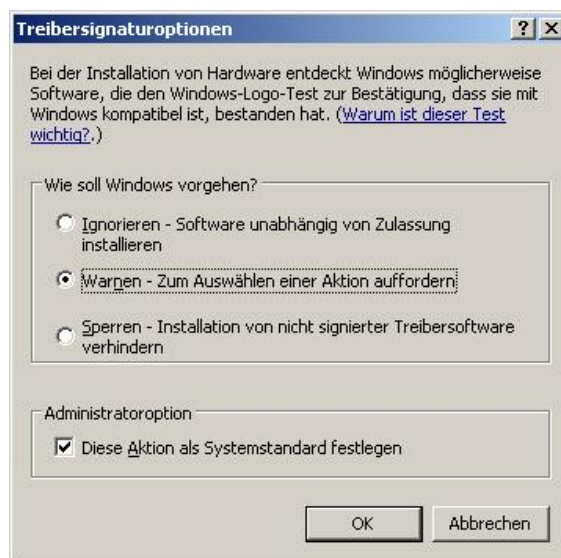 Treibersignaturoptionen
Bei der Installation von Hardware entdeckt Windows möglicherweise
Software, die den Windows-Logo-Test zur Bestätigung, dass sie mit
Windows kompatibel ist, bestanden hat. (Warum ist dieser Test
wichtig?.)
Wie soll Windows vorgehen?
Ignorieren - Software unabhängig von Zulassung
installieren
Warnen - Zum Auswählen einer Aktion auffordern
Sperren - Installation von nicht signierter Treibersoftware
verhindern
Administratoroption
Diese Aktion als Systemstandard festlegen
OK
Abbrechen